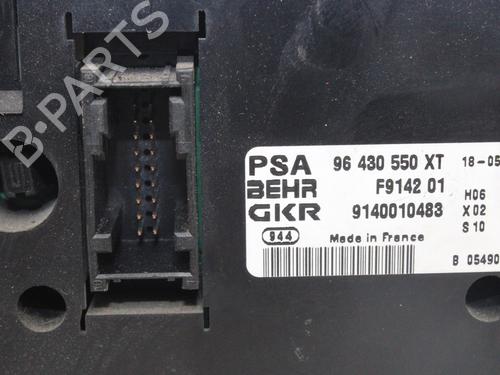 B-PARTS
PSA 96 430 550 XT 18-05
BEHR F9142 01 H06
GKR 9140010483 X02
S10
944 Made in France
B 05490